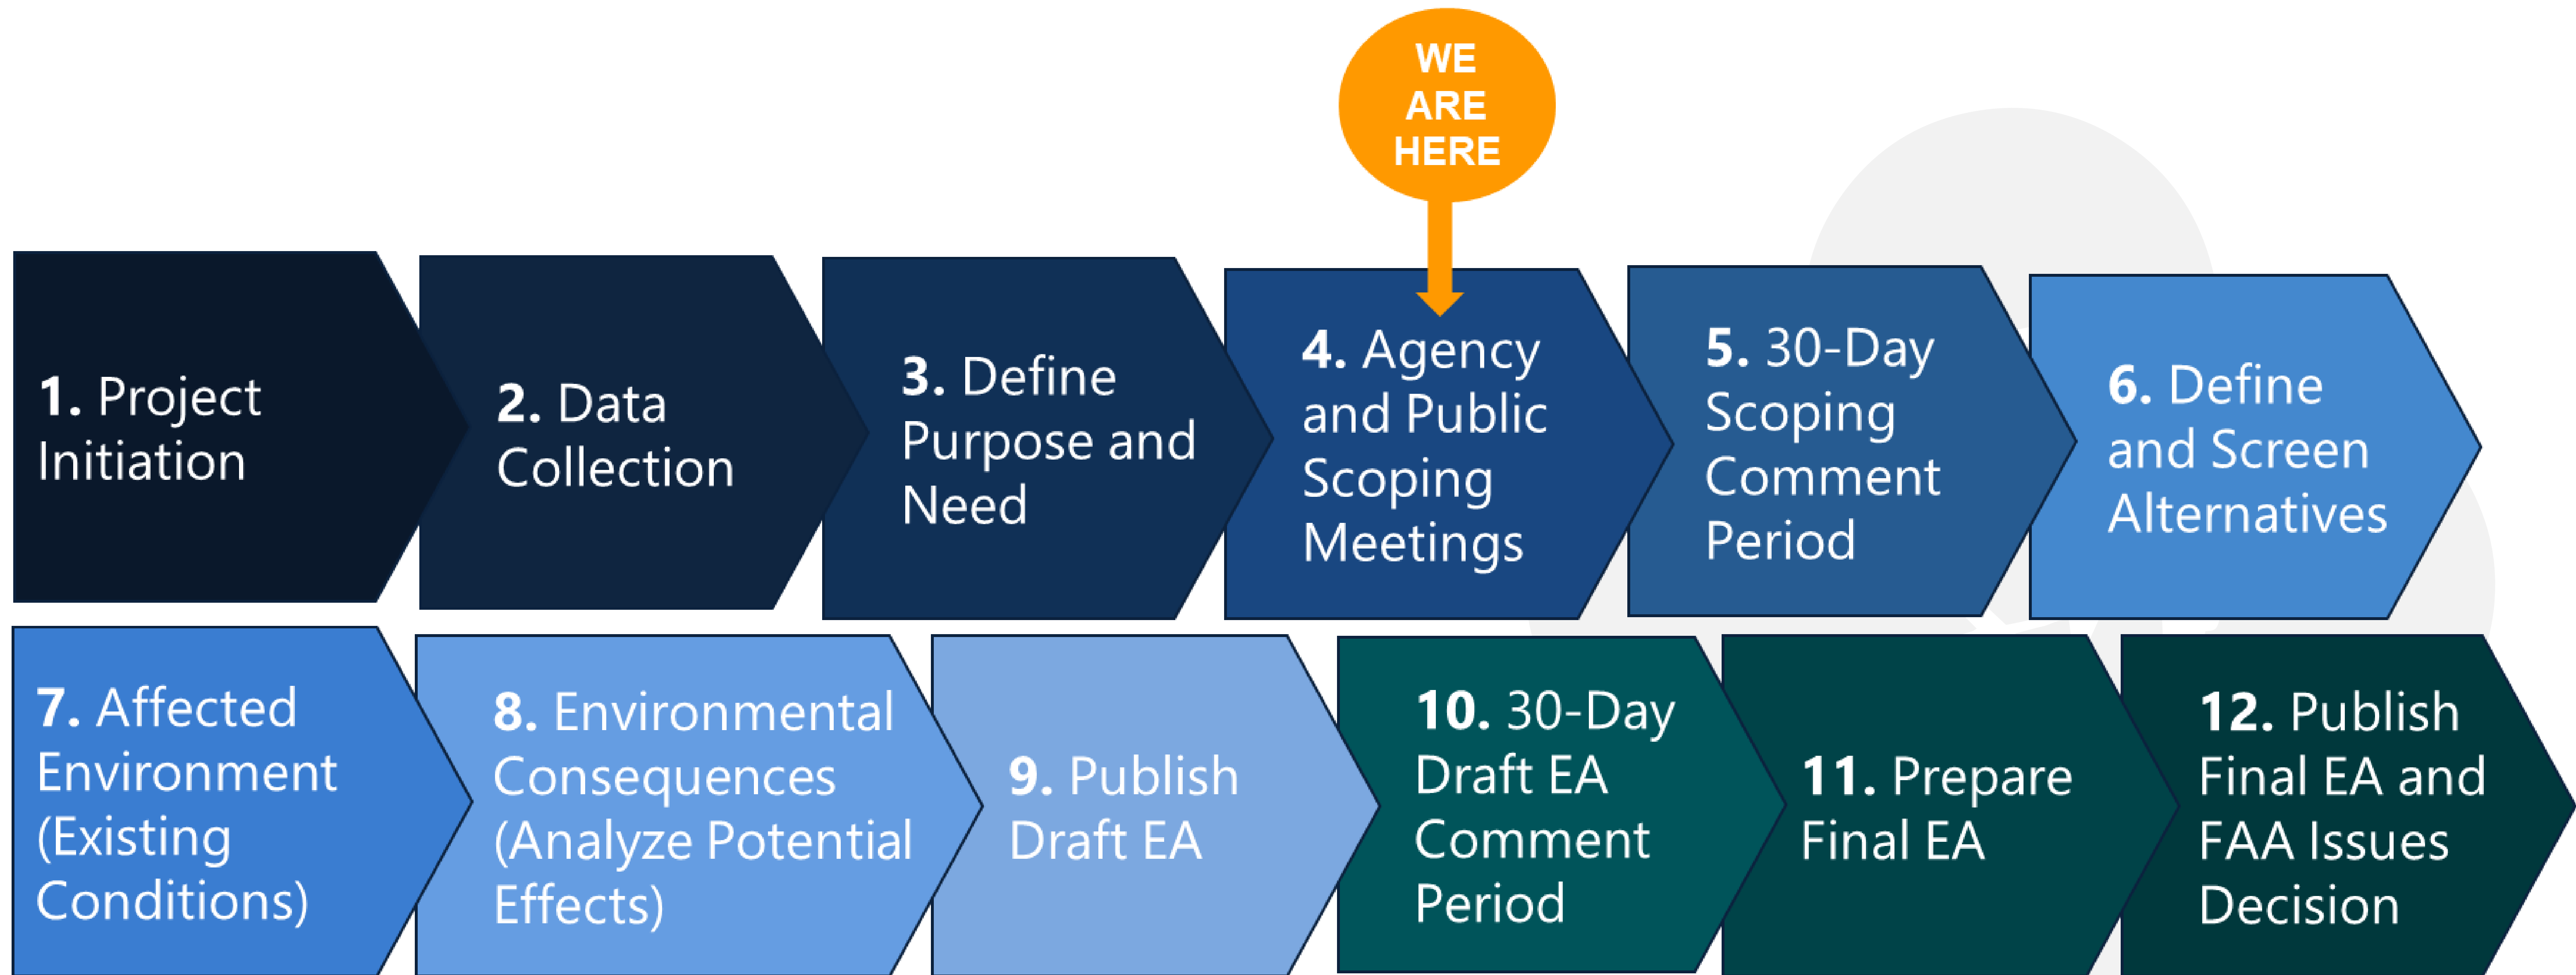 WE
ARE
HERE
1. Project
Initiation
2. Data
Collection
3. Define
Purpose and
Need
4. Agency
and Public
Scoping
Meetings
5. 30-Day
Scoping
Comment
Period
6. Define
and Screen
Alternatives
7. Affected
Environment
(Existing
Conditions)
8. Environmental
Consequences
(Analyze Potential
Effects)
9. Publish
Draft EA
10. 30-Day
Draft EA
Comment
Period
11. Prepare
Final EA
12. Publish
Final EA and
FAA Issues
Decision